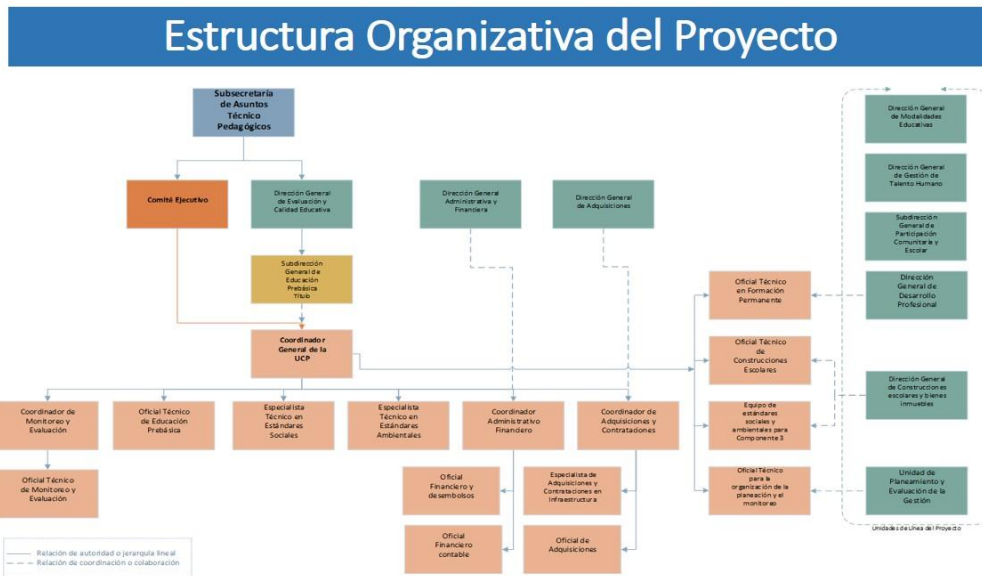 Estructura Organizativa del Proyecto
Subsecretaría
de Asuntos
Técnico
Pedagógicos
Comité Ejecutivo
Dirección General
de Evaluación y
Calidad Educativa
Dirección General
Administrativa y
Financiera
Dirección General
de Adquisiciones
Subdirección
General de
Educación
Prebásica
Titulo
Coordinador
General de la
UCP
Coordinador de
Monitoreo y
Evaluación
Oficial Técnico
de Educación
Prebásica
Especialista
Técnico en
Estándares
Sociales
Especialista
Técnico en
Estándares
Ambientales
Coordinador
Administrativo
Financiero
Coordinador de
Adquisiciones y
Contrataciones
Oficial Técnico
de Monitoreo y
Evaluación
Oficial
Financiero y
desembolsos
Especialista de
Adquisiciones y
Contrataciones en
Infraestructura
Oficial
Financiero
contable
Oficial de
Adquisiciones
Oficial Técnico
en Formación
Permanente
Oficial Técnico
de
Construcciones
Escolares
Equipo de
estándares
sociales y
ambientales para
Componente 3
Oficial Técnico
para la
organización de la
planeación y el
monitoreo
Dirección General
de Modalidades
Educativas
Dirección General
de Gestión de
Talento Humano
Subdirección
General de
Participación
Comunitaria y
Escolar
Dirección
General de
Desarrollo
Profesional
Dirección General
de Construcciones
escolares y bienes
inmuebles
Unidad de
Planeamiento y
Evaluación de la
Gestión
Unidades de Línea del Proyecto
Relación de autoridad o jerarquía lineal
Relación de coordinación o colaboración